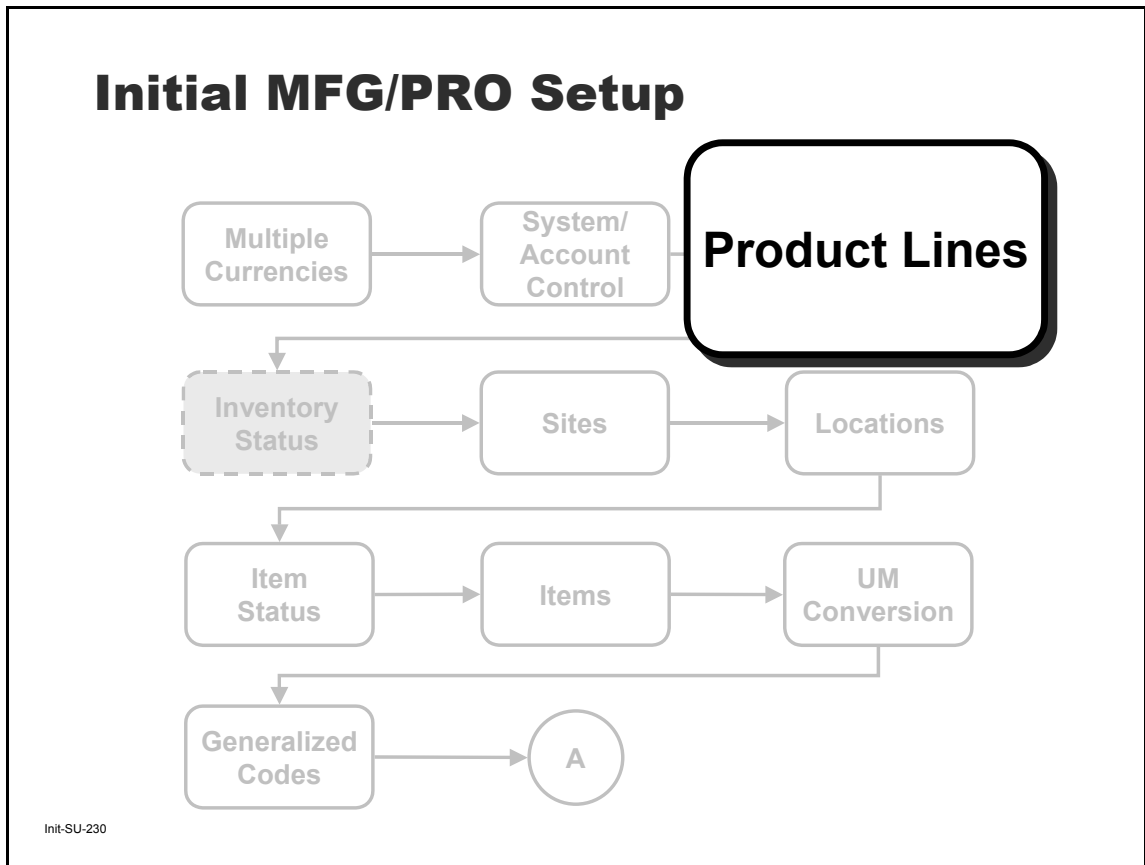 Initial MFG/PRO Setup
Multiple
Currencies
System/
Account
Control
Product Lines
Inventory
Status
Sites
Locations
Item
Status
Items
UM
Conversion
Generalized
Codes
A
Init-SU-230